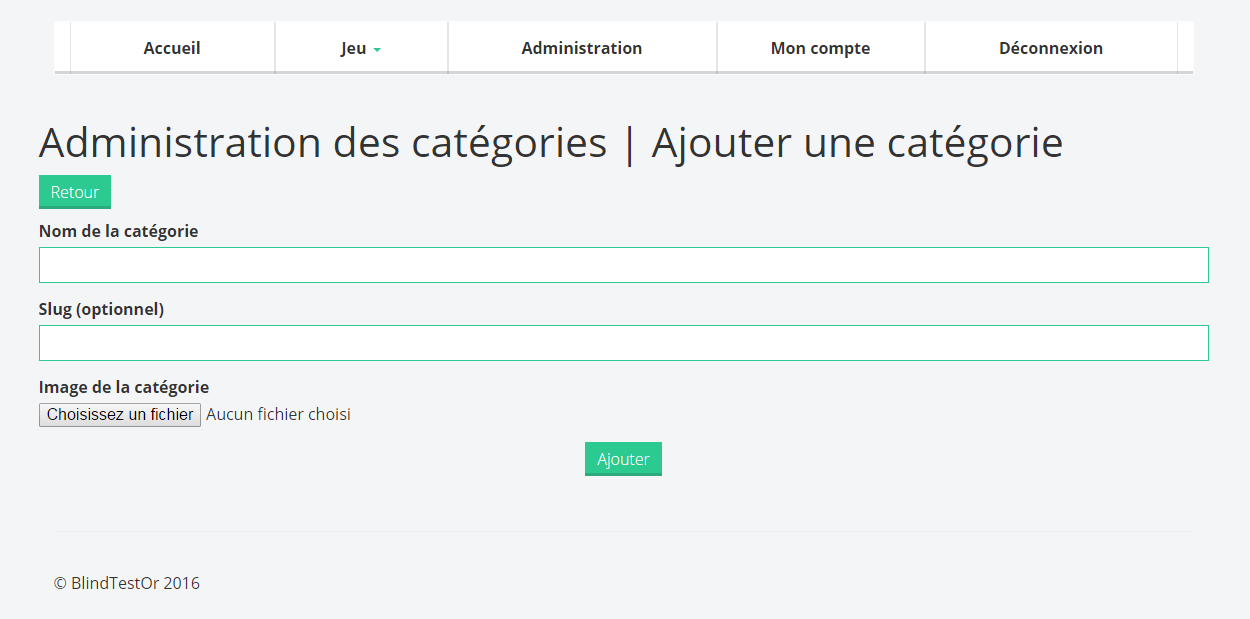 Accueil Jeu Administration Mon compte Déconnexion
Administration des catégories | Ajouter une catégorie
Retour
Nom de la catégorie
Slug (optionnel)
Image de la catégorie
Choisissez un fichier Aucun fichier choisi
Ajouter
© BlindTestOr 2016